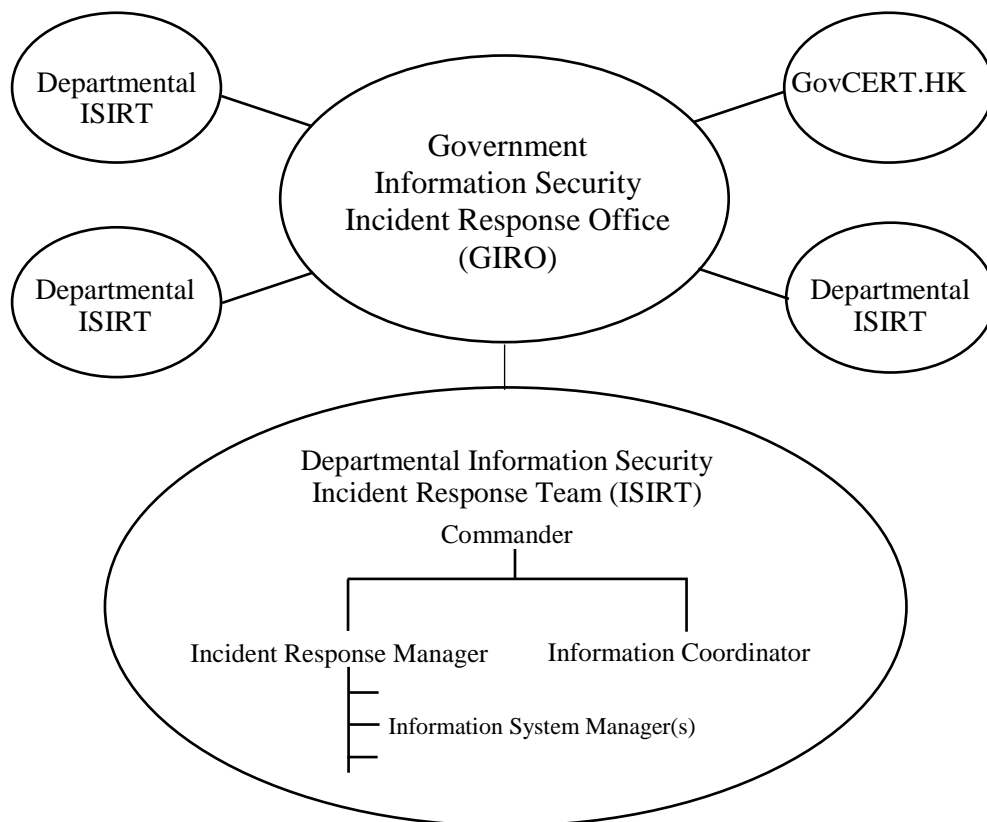 Departmental
ISIRT
GovCERT.HK
Government
Information Security
Incident Response Office
(GIRO)
Departmental
ISIRT
Departmental
ISIRT
Departmental Information Security
Incident Response Team (ISIRT)
Commander
Incident Response Manager
Information Coordinator
Information System Manager(s)